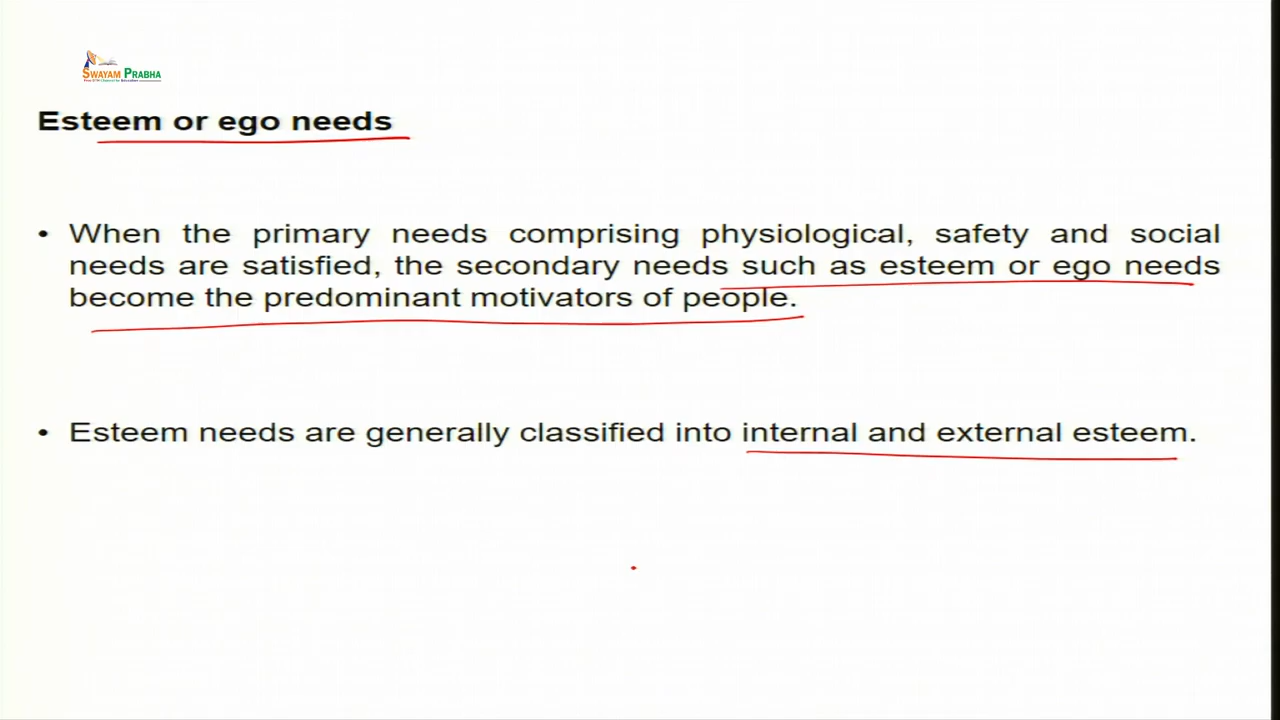 SWAYAM PRABHA
Esteem or ego needs
• When the primary needs comprising physiological, safety and social
needs are satisfied, the secondary needs such as esteem or ego needs
become the predominant motivators of people.
• Esteem needs are generally classified into internal and external esteem.